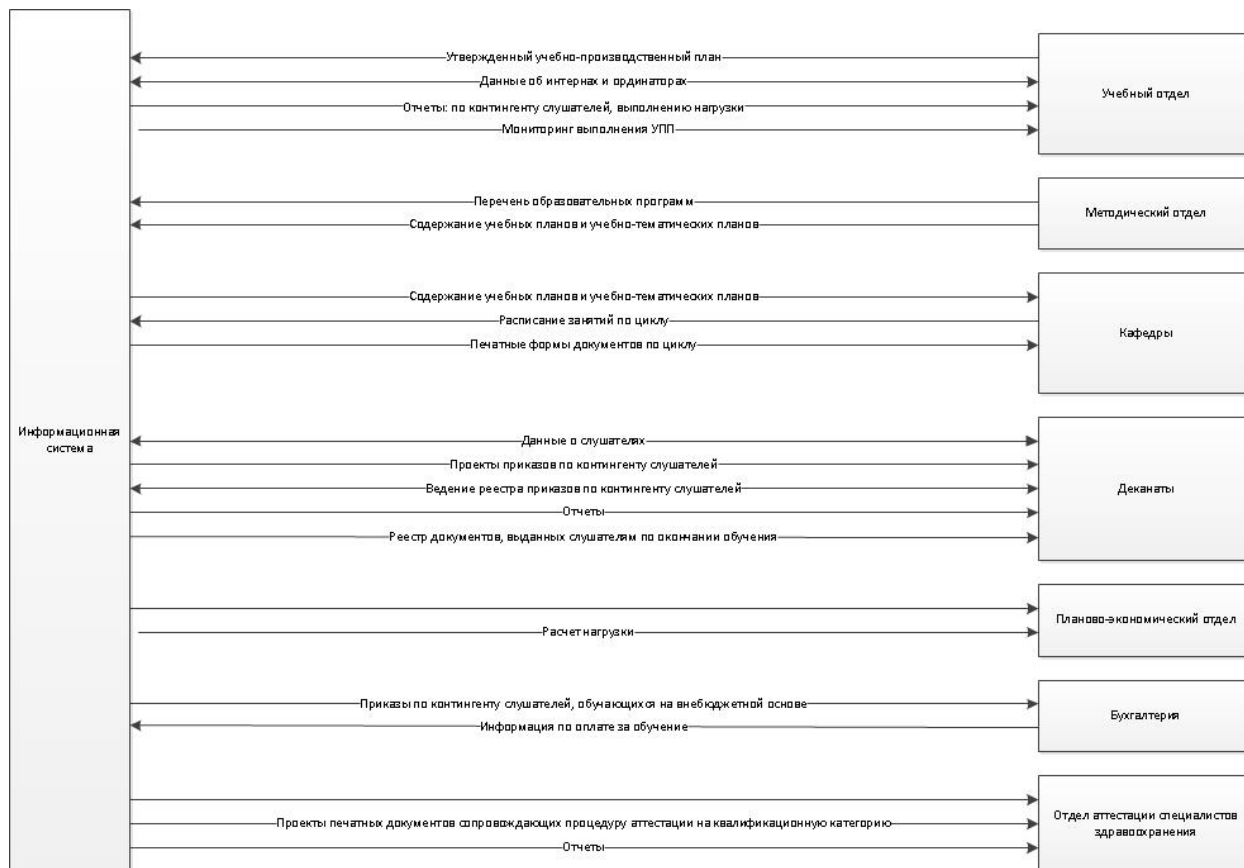 Утвержденный учебно-производственный план
Данные об интернах и ординаторах
Отчеты: по контингенту слушателей, выполнению нагрузки
Мониторинг выполнения УПП
Учебный отдел
Перечень образовательных программ
Содержание учебных планов и учебно-тематических планов
Методический отдел
Содержание учебных планов и учебно-тематических планов
Расписание занятий по циклу
Печатные формы документов по циклу
Кафедры
Информационная
система
Данные о слушателях
Проекты приказов по контингенту слушателей
Ведение реестра приказов по контингенту слушателей
Отчеты
Реестр документов, выданных слушателям по окончании обучения
Деканаты
Расчет нагрузки
Планово-экономический отдел
Приказы по контингенту слушателей, обучающихся на внебюджетной основе
Информация по оплате за обучение
Бухгалтерия
Проекты печатных документов сопровождающих процедуру аттестации на квалификационную категорию
Отчеты
Отдел аттестации специалистов
здравоохранения